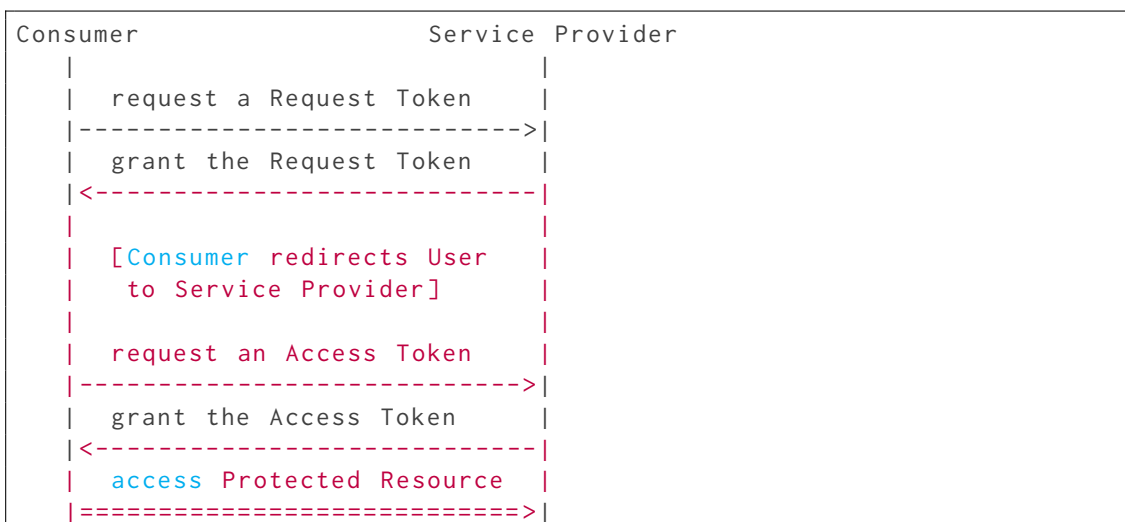 Consumer                  Service Provider
   |                             |
   |  request a Request Token    |
   |---------------------------->|
   |  grant the Request Token    |
   |<----------------------------|
   |                             |
   |  [Consumer redirects User   |
   |   to Service Provider]      |
   |                             |
   |  request an Access Token    |
   |---------------------------->|
   |  grant the Access Token     |
   |<----------------------------|
   |  access Protected Resource  |
   |============================>|